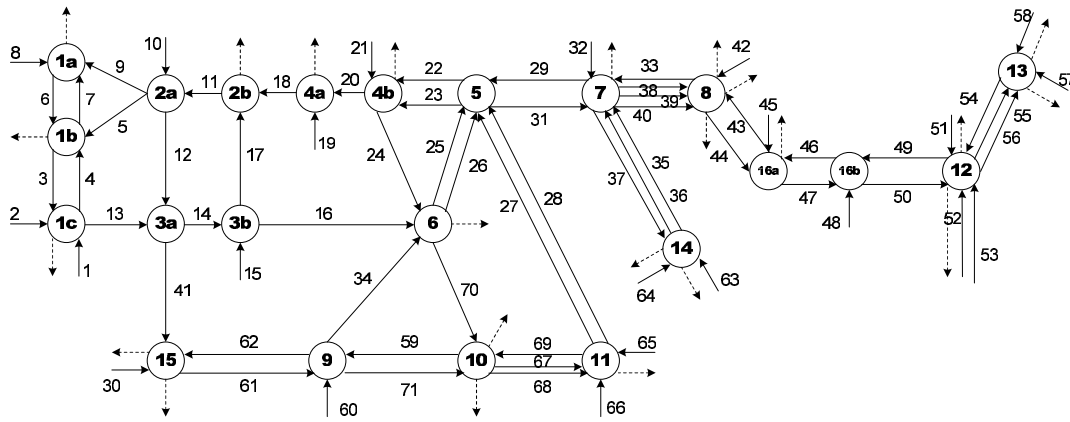 58
21 32 42
10 33
8 1a 9 22 29 13 57
11 18 20 38
2a 2b 4a 4b 5 7 8 39 45 54
6 7 23 31 40 55
5 43 51 56
1b 19 25 44 46 49
12 17 24 26 35
3 4 37 36 16a 16b 12
28 47 50
27 48 52
2 1c 13 3a 14 3b 16 6 53
14
1 15 34 63
41 70 64
62 59 69 65
15 9 10 67 11
30 61 71 68
60 66